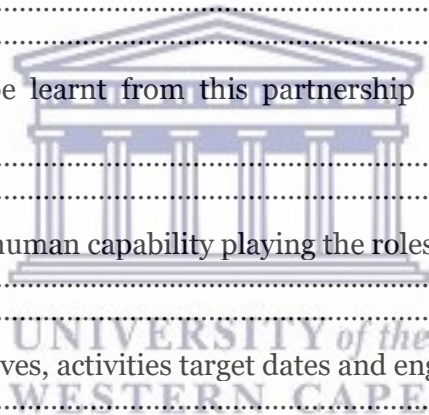 ................................................................
................................................................
be learnt from this partnership
................................................................
................................................................
human capability playing the roles
................................................................
................................................................
UNIVERSITY of the
ves, activities target dates and eng
WESTERN CAPE
................................................................